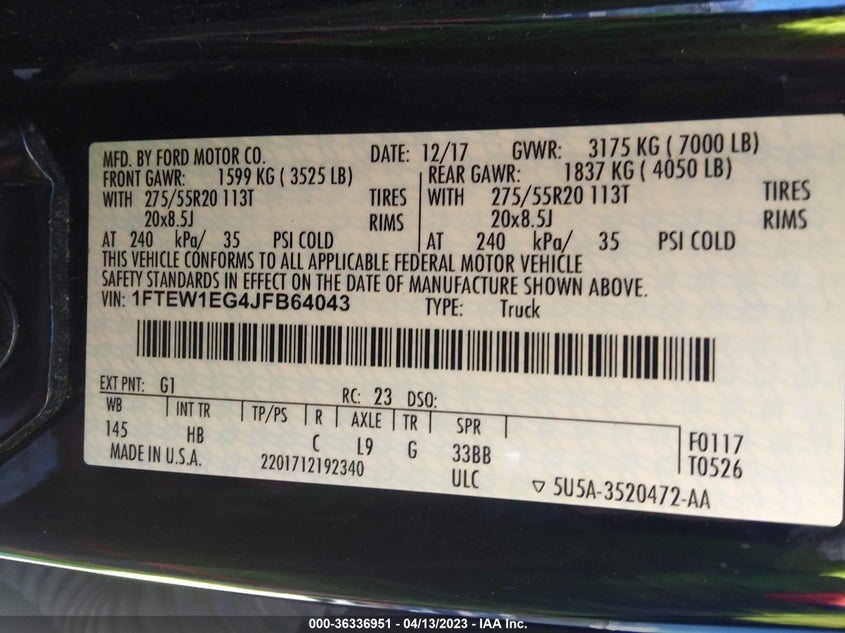 MFD. BY FORD MOTOR CO. DATE: 12/17 GVWR: 3175 KG ( 7000 LB)
FRONT GAWR: 1599 KG ( 3525 LB) REAR GAWR: 1837 KG ( 4050 LB)
WITH 275/55R20 113T TIRES WITH 275/55R20 113T TIRES
20x8.5J RIMS 20x8.5J RIMS
AT 240 kPa/ 35 PSI COLD AT 240 kPa/ 35 PSI COLD
THIS VEHICLE CONFORMS TO ALL APPLICABLE FEDERAL MOTOR VEHICLE
SAFETY STANDARDS IN EFFECT ON THE DATE OF MANUFACTURE SHOWN ABOVE.
VIN: 1FTEW1EG4JFB64043 TYPE: Truck
EXT PNT: G1 RC: 23 DSO:
WB INT TR TP/PS R AXLE TR SPR
145 HB C L9 G 33BB F0117
MADE IN U.S.A. 2201712192340 ULC T0526
▽ 5U5A-3520472-AA
000-36336951 - 04/13/2023 - IAA Inc.